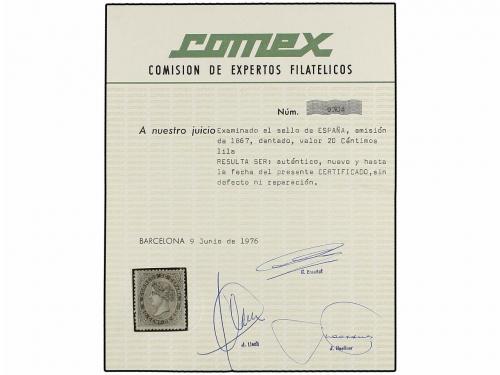 comex
COMISION DE EXPERTOS FILATELICOS
Núm.
A nuestro juicio Examinado el sello de ESPAÑA, emisión
de 1867, dentado, valor 20 Céntimos
lila
RESULTA SER: auténtico, nuevo y hasta
la fecha del presente CERTIFICADO,sin
defecto ni reparación.
BARCELONA 9 Junio de 1976